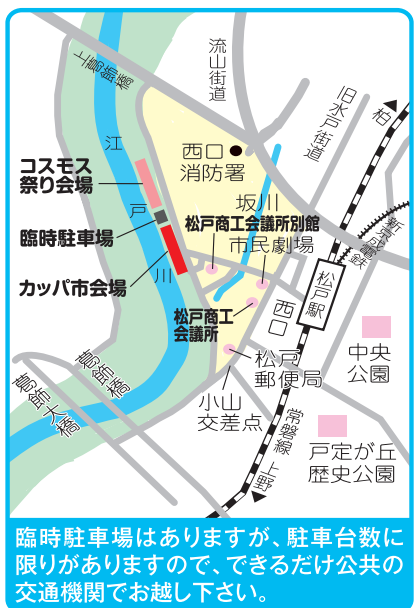 上葛飾橋
流山街道
旧水戸街道
柏
西口
消防署
江
戸
川
コスモス
祭り会場
坂川
松戸商工会議所別館
市民劇場
新京成電鉄
臨時駐車場
カッパ市会場
松戸駅
西口
松戸商工
会議所
松戸
郵便局
中央
公園
葛飾橋
葛飾大橋
小山
交差点
常磐線
上野
戸定が丘
歴史公園
臨時駐車場はありますが、駐車台数に
限りがありますので、できるだけ公共の
交通機関でお越し下さい。